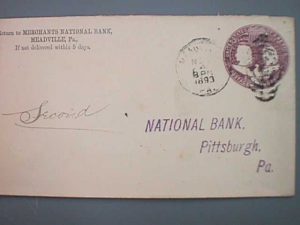 Return to MERCHANTS NATIONAL BANK,
MEADVILLE, Pa.,
If not delivered within 5 days.
1893
Second
NATIONAL BANK.
Pittsburgh,
Pa.